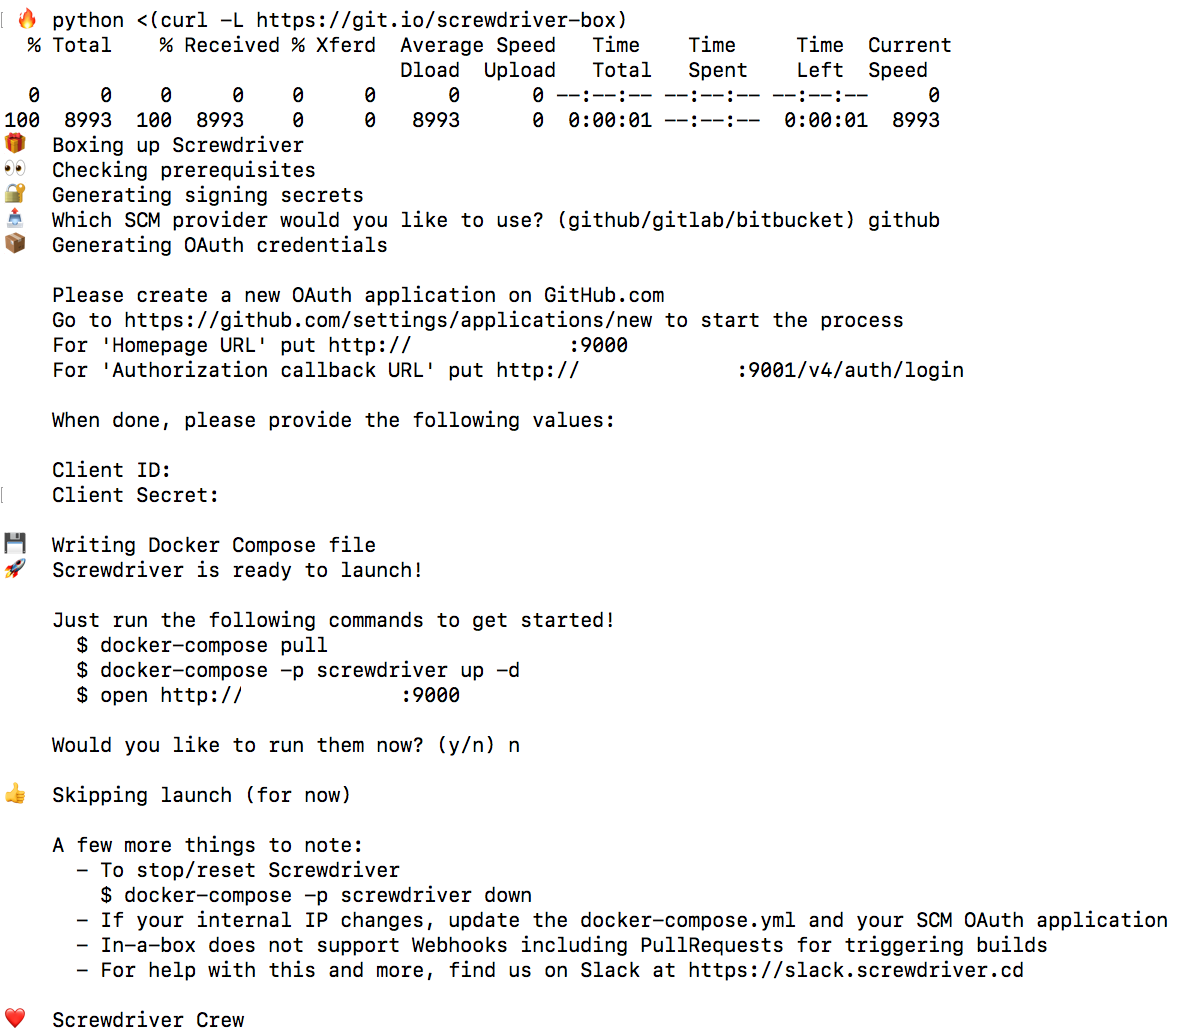 🔥 python <(curl -L https://git.io/screwdriver-box)
% Total % Received % Xferd Average Speed Time Time Time Current
Dload Upload Total Spent Left Speed
0 0 0 0 0 0 0 0 --:--:-- --:--:-- --:--:-- 0
100 8993 100 8993 0 0 8993 0 0:00:01 --:--:-- 0:00:01 8993
🎁 Boxing up Screwdriver
👀 Checking prerequisites
🔐 Generating signing secrets
📤 Which SCM provider would you like to use? (github/gitlab/bitbucket) github
📦 Generating OAuth credentials
Please create a new OAuth application on GitHub.com
Go to https://github.com/settings/applications/new to start the process
For 'Homepage URL' put http:// :9000
For 'Authorization callback URL' put http:// :9001/v4/auth/login
When done, please provide the following values:
Client ID:
Client Secret:
💾 Writing Docker Compose file
🚀 Screwdriver is ready to launch!
Just run the following commands to get started!
$ docker-compose pull
$ docker-compose -p screwdriver up -d
$ open http:// :9000
Would you like to run them now? (y/n) n
👍 Skipping launch (for now)
A few more things to note:
- To stop/reset Screwdriver
$ docker-compose -p screwdriver down
- If your internal IP changes, update the docker-compose.yml and your SCM OAuth application
- In-a-box does not support Webhooks including PullRequests for triggering builds
- For help with this and more, find us on Slack at https://slack.screwdriver.cd
❤️ Screwdriver Crew